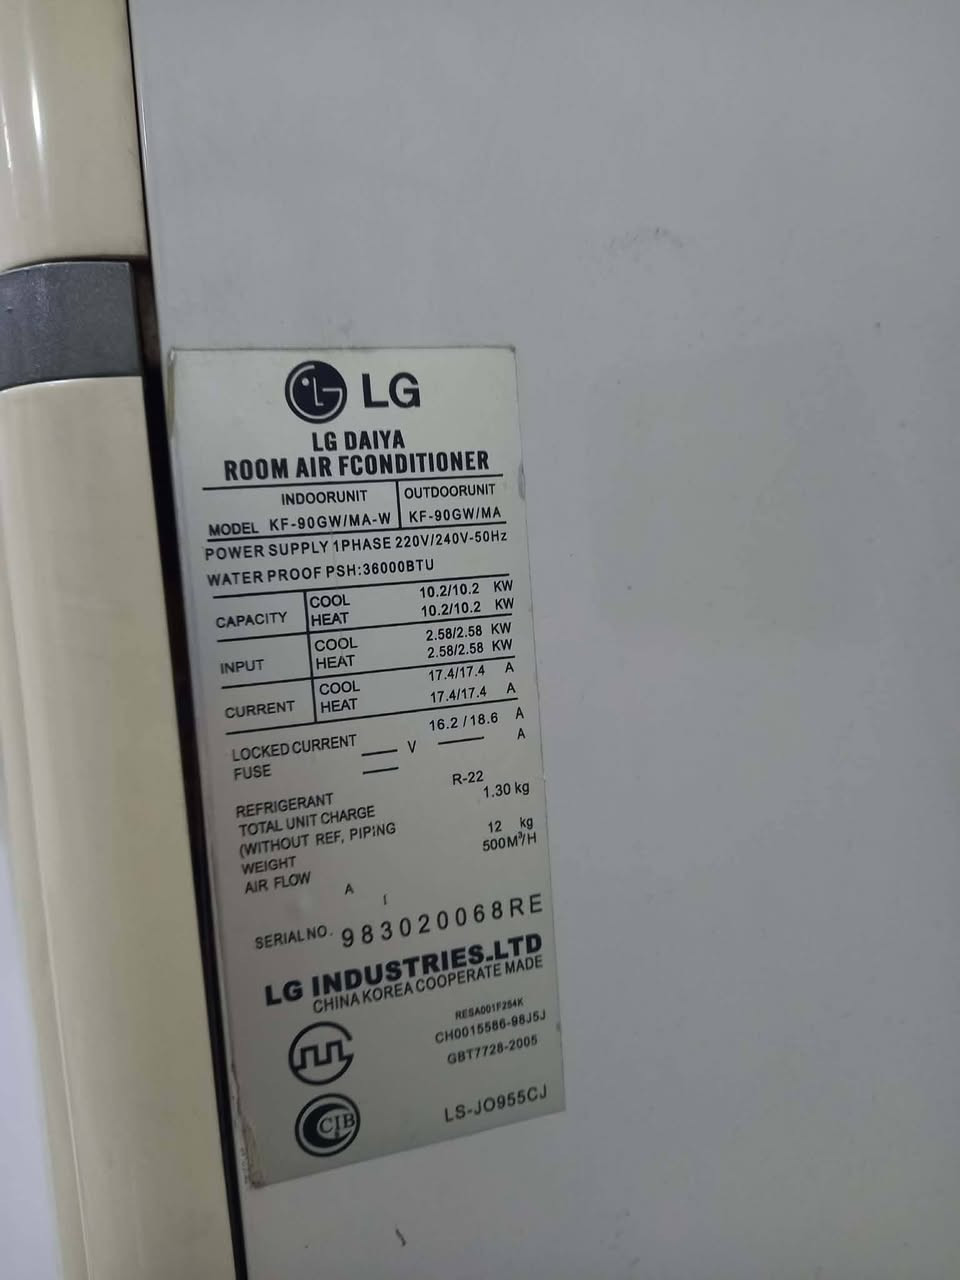 LG
LG DAIYA
ROOM AIR FCONDITIONER
INDOORUNIT OUTDOORUNIT
MODEL KF-90GW/MA-W KF-90GW/MA
POWER SUPPLY 1PHASE 220V/240V-50Hz
WATER PROOF PSH:36000BTU
CAPACITY COOL 10.2/10.2 KW
HEAT 10.2/10.2 KW
INPUT COOL 2.58/2.58 KW
HEAT 2.58/2.58 KW
CURRENT COOL 17.4/17.4 A
HEAT 17.4/17.4 A
LOCKED CURRENT 16.2 / 18.6 A
FUSE V A
REFRIGERANT R-22
TOTAL UNIT CHARGE 1.30 kg
(WITHOUT REF, PIPING
WEIGHT 12 kg
AIR FLOW 500M³/H
A
SERIAL NO. 983020068RE
LG INDUSTRIES.LTD
CHINA KOREA COOPERATE MADE
RESA001F254K
CH0015586-98J5J
GBT7728-2005
CIB
LS-JO955CJ